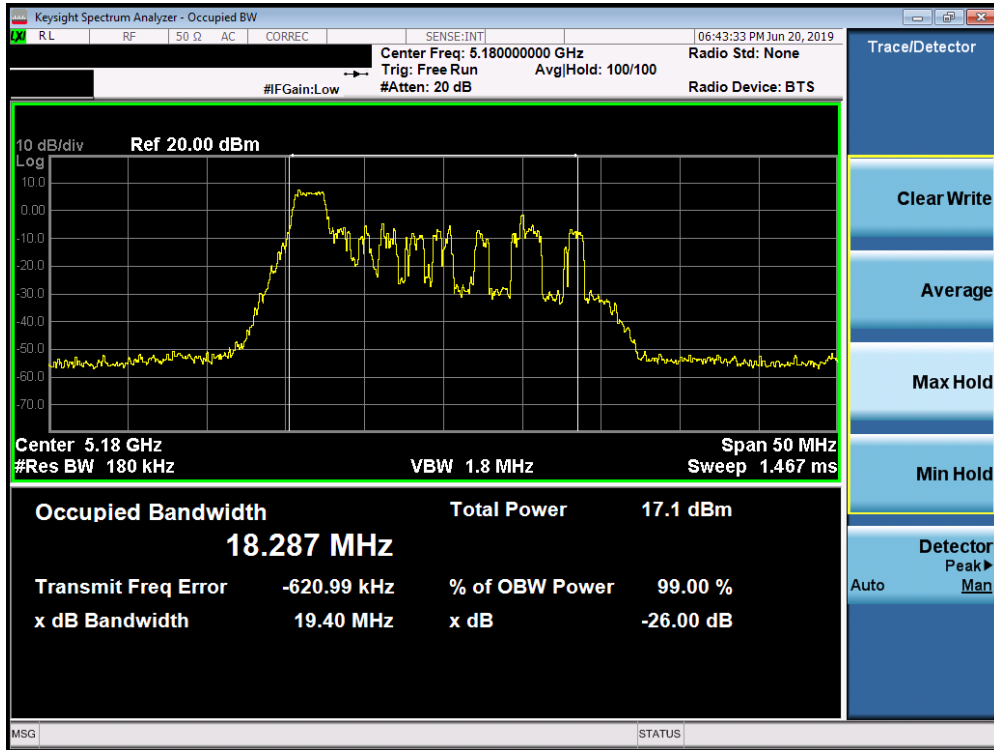 Keysight Spectrum Analyzer - Occupied BW
LXI RL RF 50 Ω AC CORREC SENSE:INT 06:43:33 PM Jun 20, 2019
Center Freq: 5.180000000 GHz Radio Std: None
Trig: Free Run Avg|Hold: 100/100
#IFGain:Low #Atten: 20 dB Radio Device: BTS
10 dB/div Ref 20.00 dBm
Log
10.0
0.00
-10.0
-20.0
-30.0
-40.0
-50.0
-60.0
-70.0
Center 5.18 GHz Span 50 MHz
#Res BW 180 kHz VBW 1.8 MHz Sweep 1.467 ms
Occupied Bandwidth Total Power 17.1 dBm
18.287 MHz
Transmit Freq Error -620.99 kHz % of OBW Power 99.00 %
x dB Bandwidth 19.40 MHz x dB -26.00 dB
MSG STATUS
Trace/Detector
Clear Write
Average
Max Hold
Min Hold
Detector
Peak▶
Auto Man